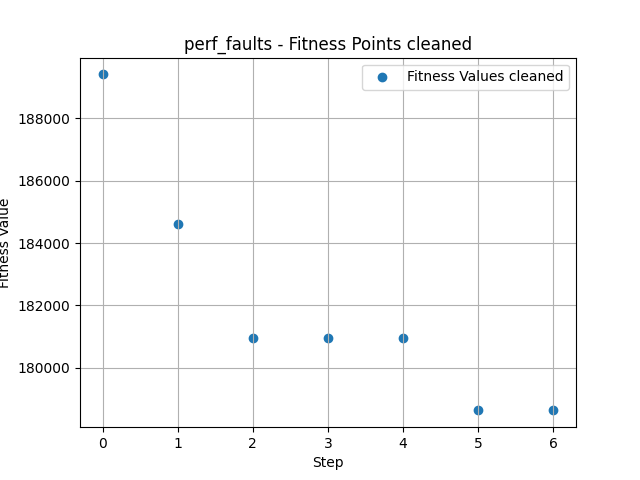 perf_faults - Fitness Points cleaned
Fitness Values cleaned
188000
186000
184000
182000
180000
Fitness Value
0 1 2 3 4 5 6
Step